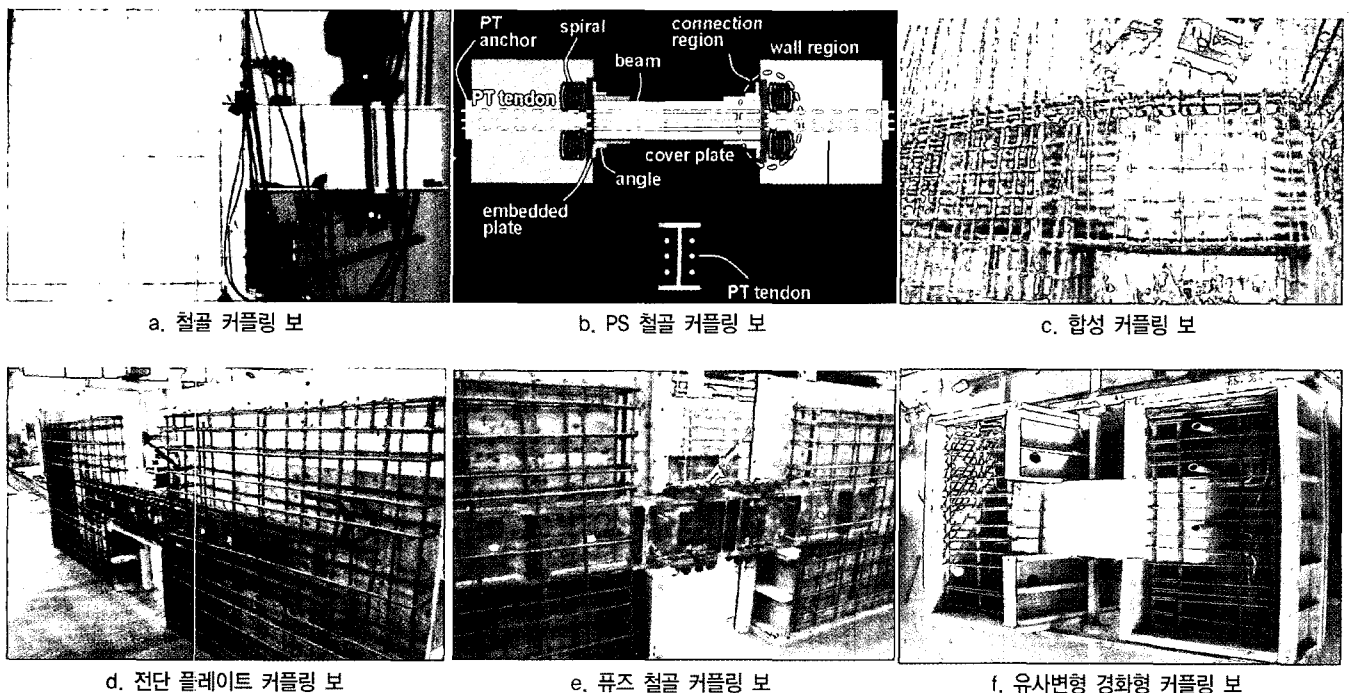 PT
anchor
spiral
connection
region
wall region
beam
PT tendon
cover plate
angle
embedded
plate
PT tendon
a. 철골 커플링 보
b. PS 철골 커플링 보
c. 합성 커플링 보
d. 전단 플레이트 커플링 보
e. 퓨즈 철골 커플링 보
f. 유사변형 경화형 커플링 보